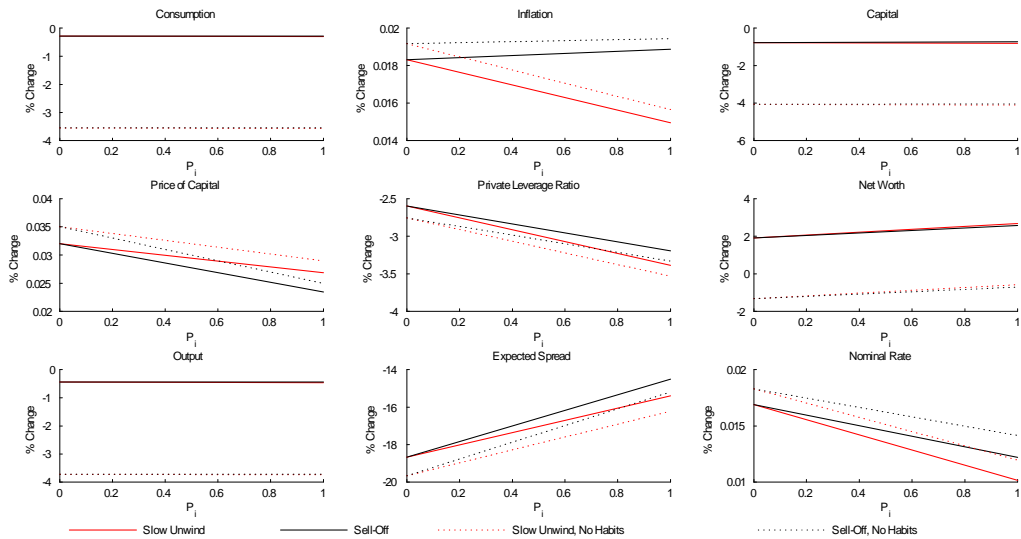 Consumption
Inflation
Capital
% Change
0
-1
-2
-3
-4
0 0.2 0.4 0.6 0.8 1
P_i
% Change
0.02
0.018
0.016
0.014
0 0.2 0.4 0.6 0.8 1
P_i
% Change
0
-2
-4
-6
0 0.2 0.4 0.6 0.8 1
P_i
Price of Capital
Private Leverage Ratio
Net Worth
% Change
0.04
0.035
0.03
0.025
0.02
0 0.2 0.4 0.6 0.8 1
P_i
% Change
-2.5
-3
-3.5
-4
0 0.2 0.4 0.6 0.8 1
P_i
% Change
4
2
0
-2
0 0.2 0.4 0.6 0.8 1
P_i
Output
Expected Spread
Nominal Rate
% Change
0
-1
-2
-3
-4
0 0.2 0.4 0.6 0.8 1
P_i
% Change
-14
-16
-18
-20
0 0.2 0.4 0.6 0.8 1
P_i
% Change
0.02
0.015
0.01
0 0.2 0.4 0.6 0.8 1
P_i
Slow Unwind
Sell-Off
Slow Unwind, No Habits
Sell-Off, No Habits